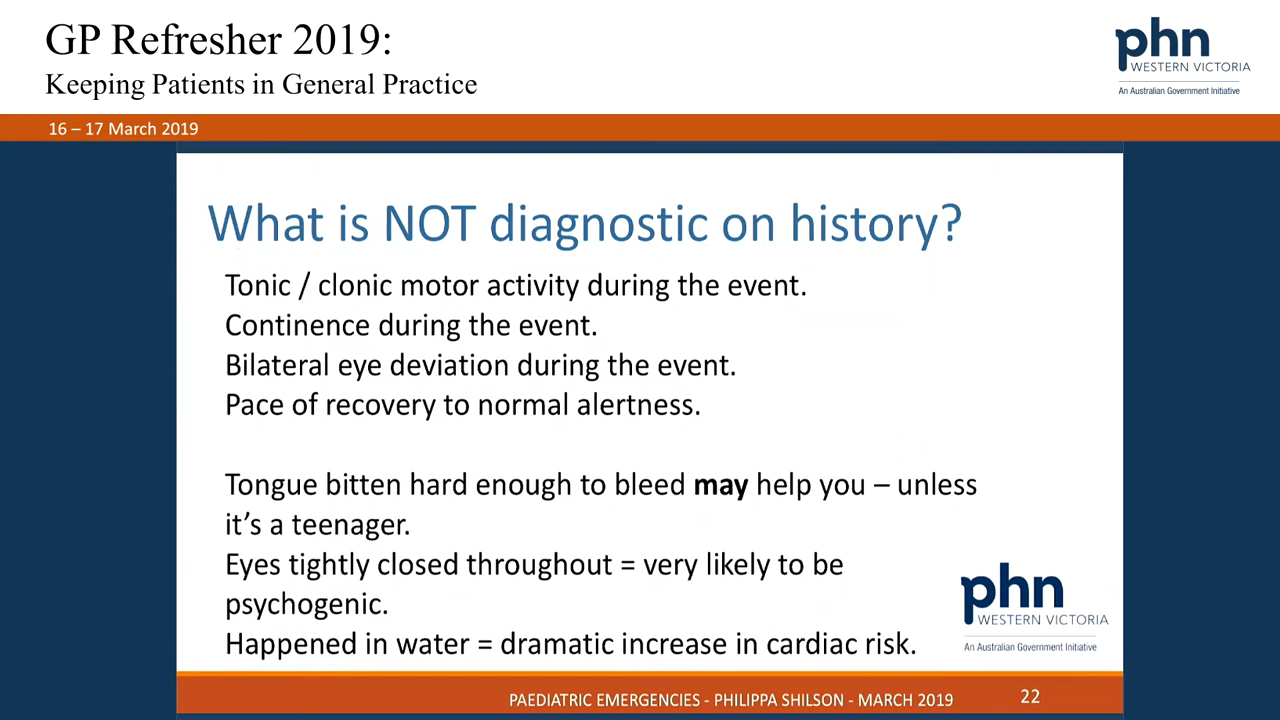 GP Refresher 2019:
Keeping Patients in General Practice
phn
WESTERN VICTORIA
An Australian Government Initiative
16 – 17 March 2019
What is NOT diagnostic on history?
Tonic / clonic motor activity during the event.
Continence during the event.
Bilateral eye deviation during the event.
Pace of recovery to normal alertness.
Tongue bitten hard enough to bleed may help you – unless
it’s a teenager.
Eyes tightly closed throughout = very likely to be
psychogenic.
Happened in water = dramatic increase in cardiac risk.
phn
WESTERN VICTORIA
An Australian Government Initiative
PAEDIATRIC EMERGENCIES - PHILIPPA SHILSON - MARCH 2019
22